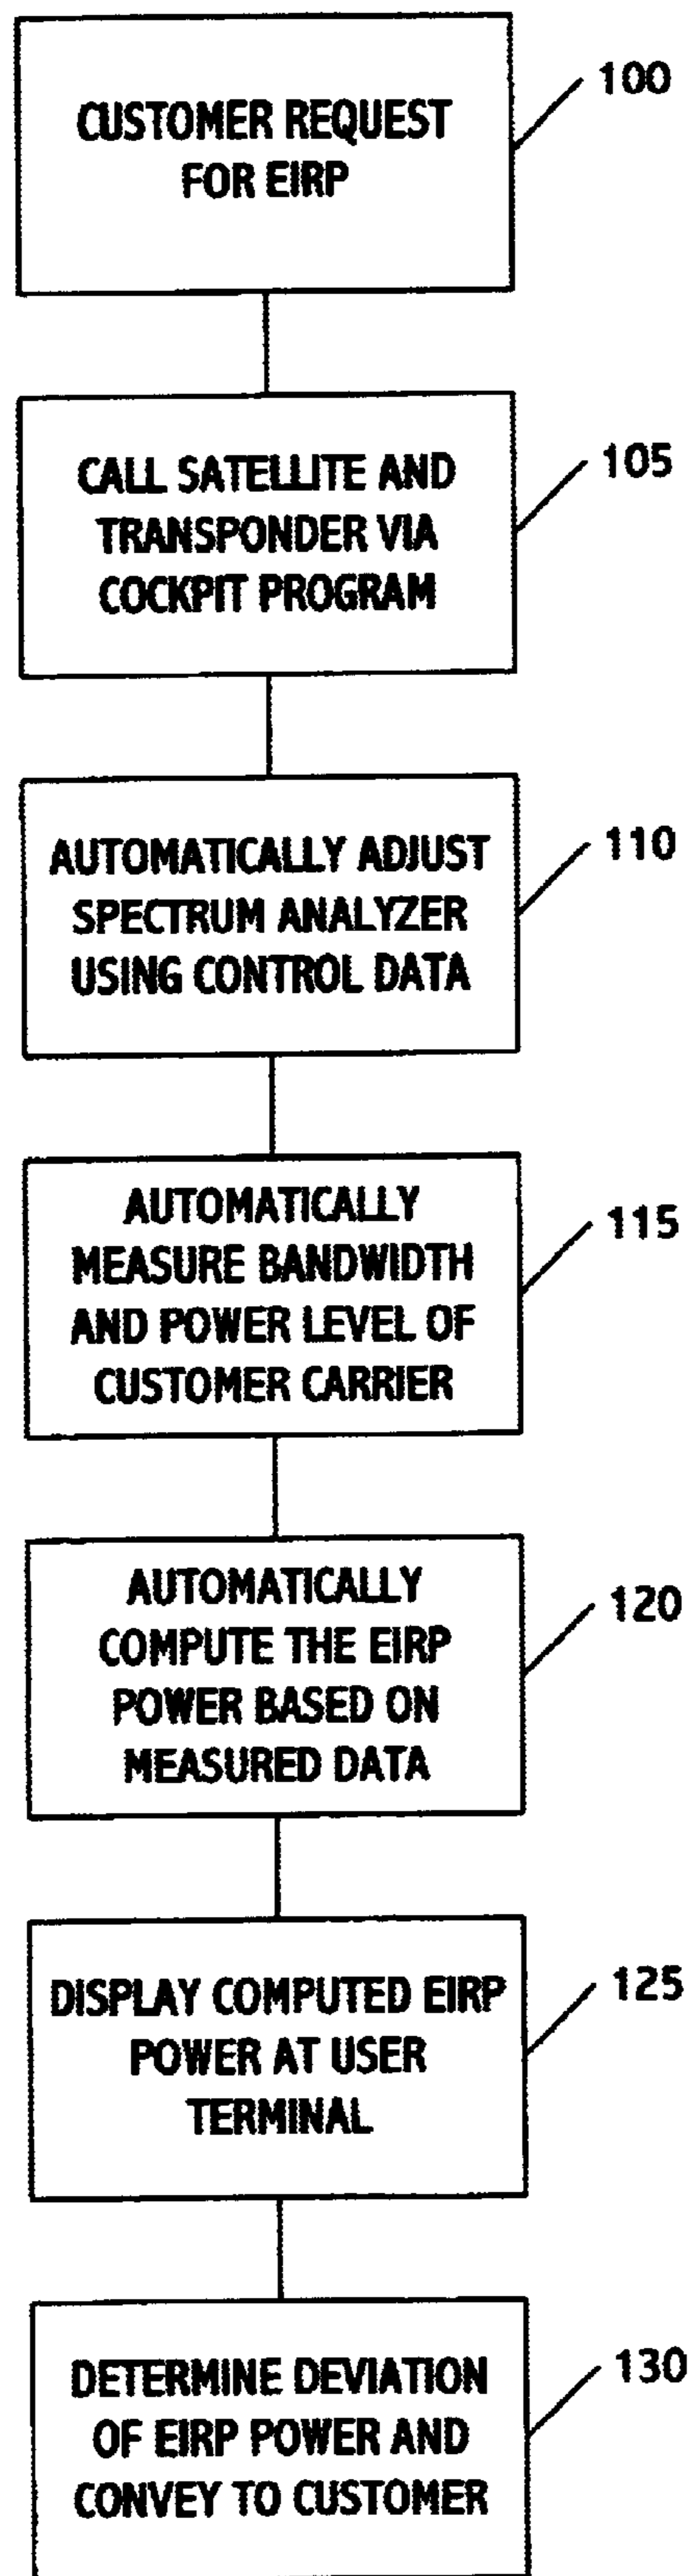 CUSTOMER REQUEST
FOR EIRP
100
CALL SATELLITE AND
TRANSPONDER VIA
COCKPIT PROGRAM
105
AUTOMATICALLY ADJUST
SPECTRUM ANALYZER
USING CONTROL DATA
110
AUTOMATICALLY
MEASURE BANDWIDTH
AND POWER LEVEL OF
CUSTOMER CARRIER
115
AUTOMATICALLY
COMPUTE THE EIRP
POWER BASED ON
MEASURED DATA
120
DISPLAY COMPUTED EIRP
POWER AT USER
TERMINAL
125
DETERMINE DEVIATION
OF EIRP POWER AND
CONVEY TO CUSTOMER
130